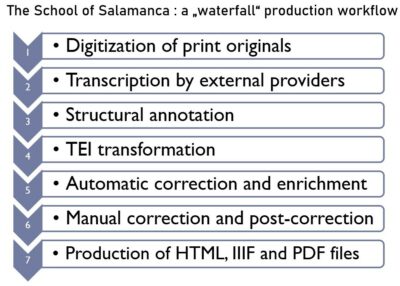 The School of Salamanca : a „waterfall“ production workflow
1 • Digitization of print originals
2 • Transcription by external providers
3 • Structural annotation
4 • TEI transformation
5 • Automatic correction and enrichment
6 • Manual correction and post-correction
7 • Production of HTML, IIIF and PDF files